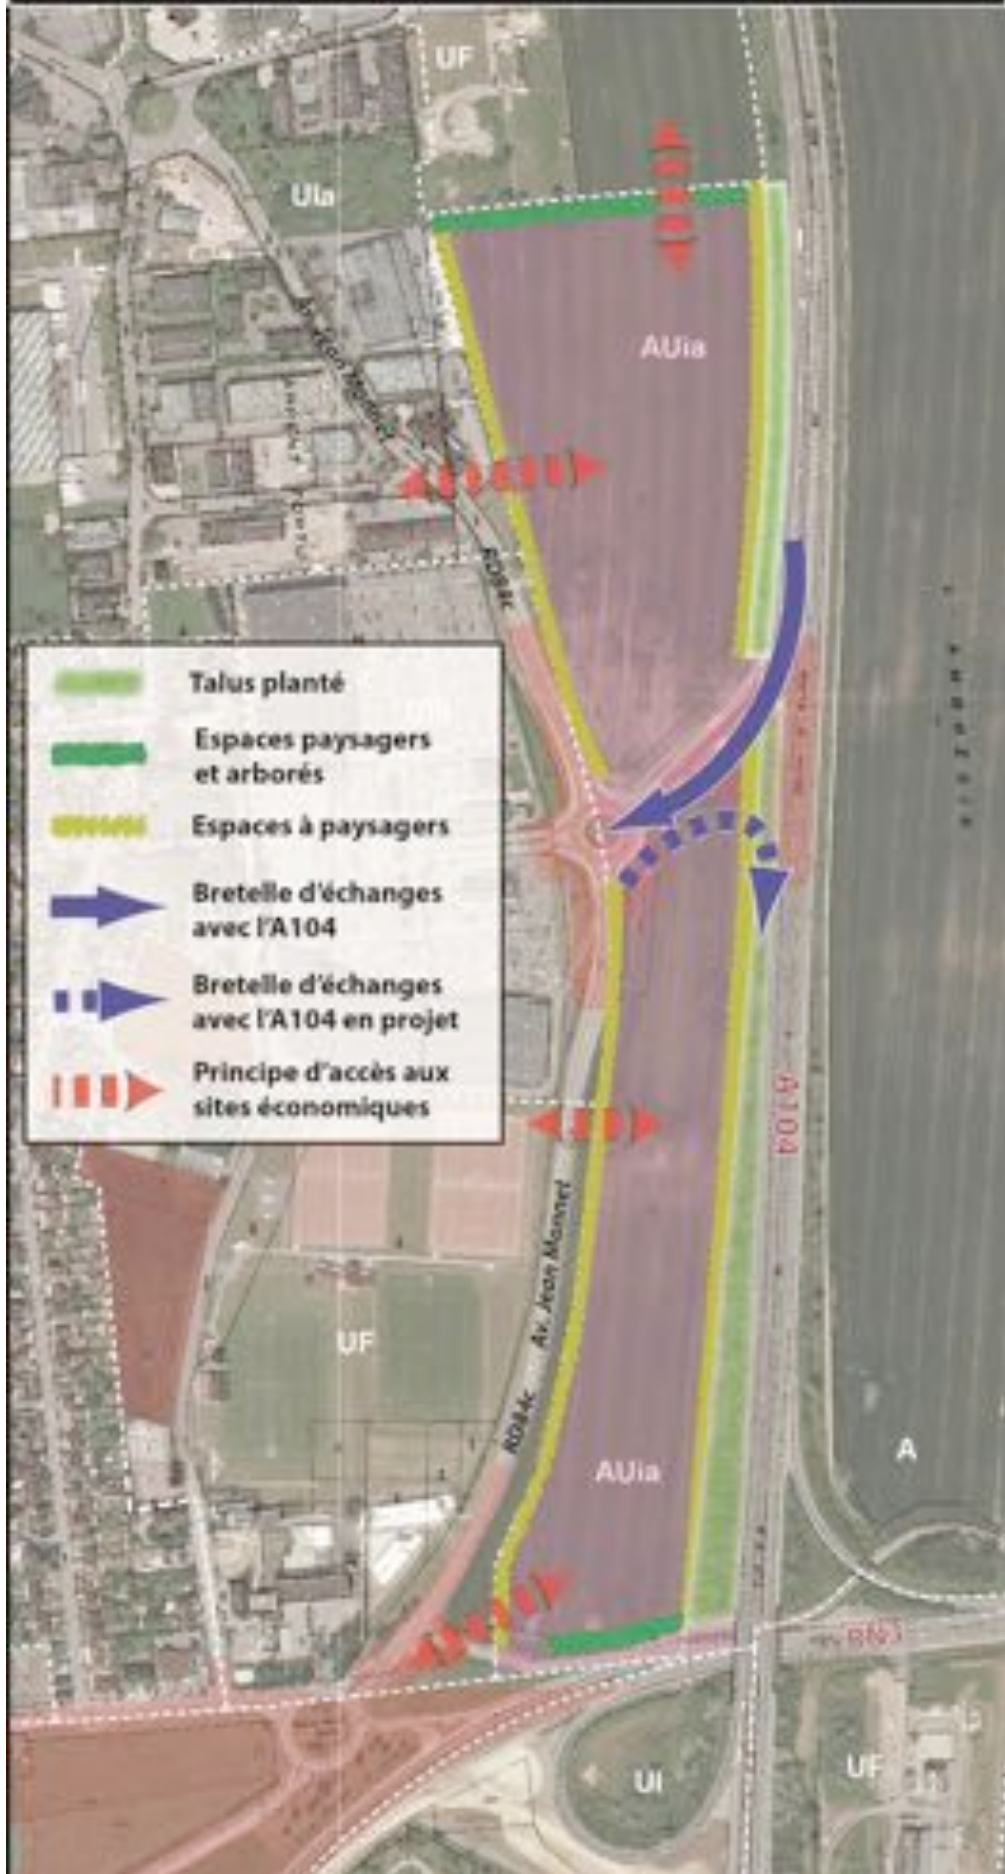 UF
UIa
AUia
Av. Jean Monnet
RD84c
Talus planté
Espaces paysagers
et arborés
Espaces à paysagers
Bretelle d'échanges
avec l'A104
Bretelle d'échanges
avec l'A104 en projet
Principe d'accès aux
sites économiques
A104
Av. Jean Monnet
UF
RD84c
A
AUia
RN3
UI
UF